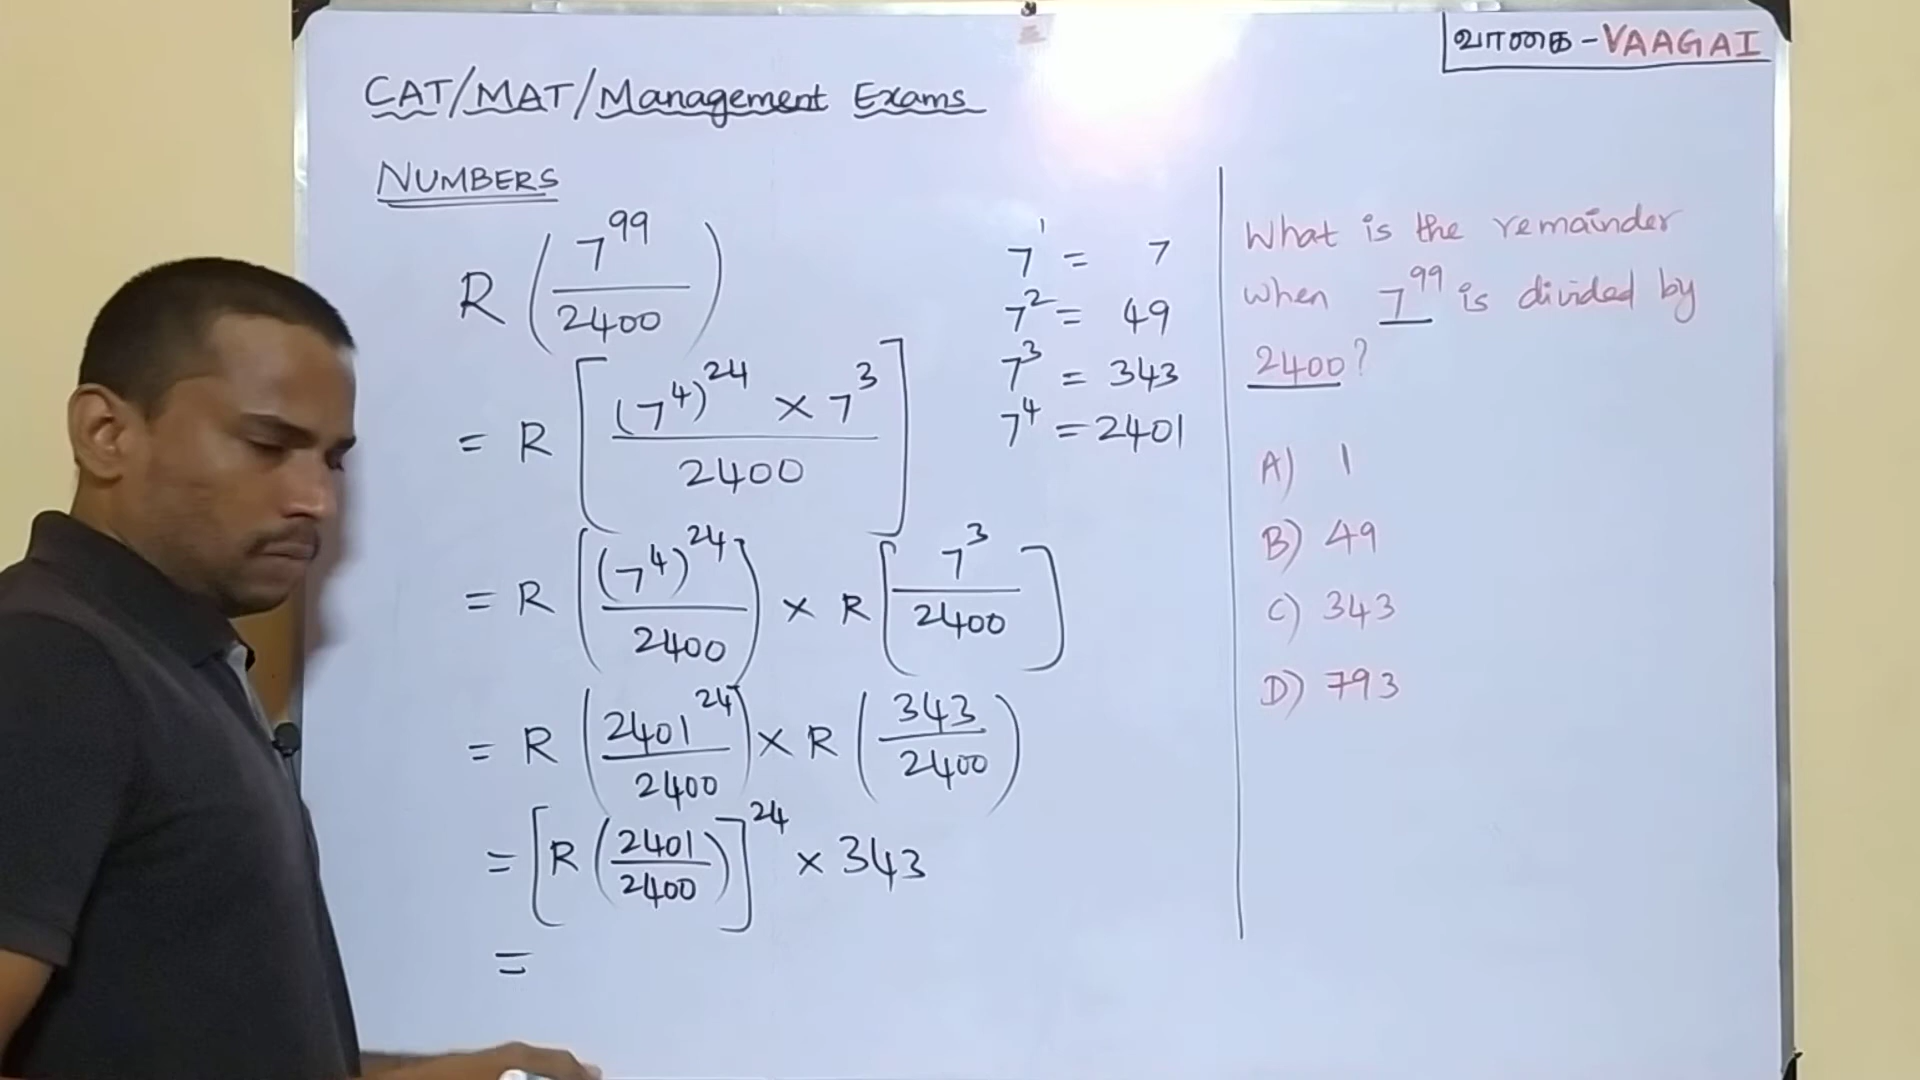 வாகை - VAAGAI
CAT/MAT/Management Exams
NUMBERS
R (7^99 / 2400)
= R [(7^4)^24 × 7^3 / 2400]
= R ((7^4)^24 / 2400) × R [7^3 / 2400]
= R (2401^24 / 2400) × R (343 / 2400)
= [R (2401 / 2400)]^24 × 343
=
7^1 = 7
7^2 = 49
7^3 = 343
7^4 = 2401
What is the remainder
when 7^99 is divided by
2400?
A) 1
B) 49
C) 343
D) 793